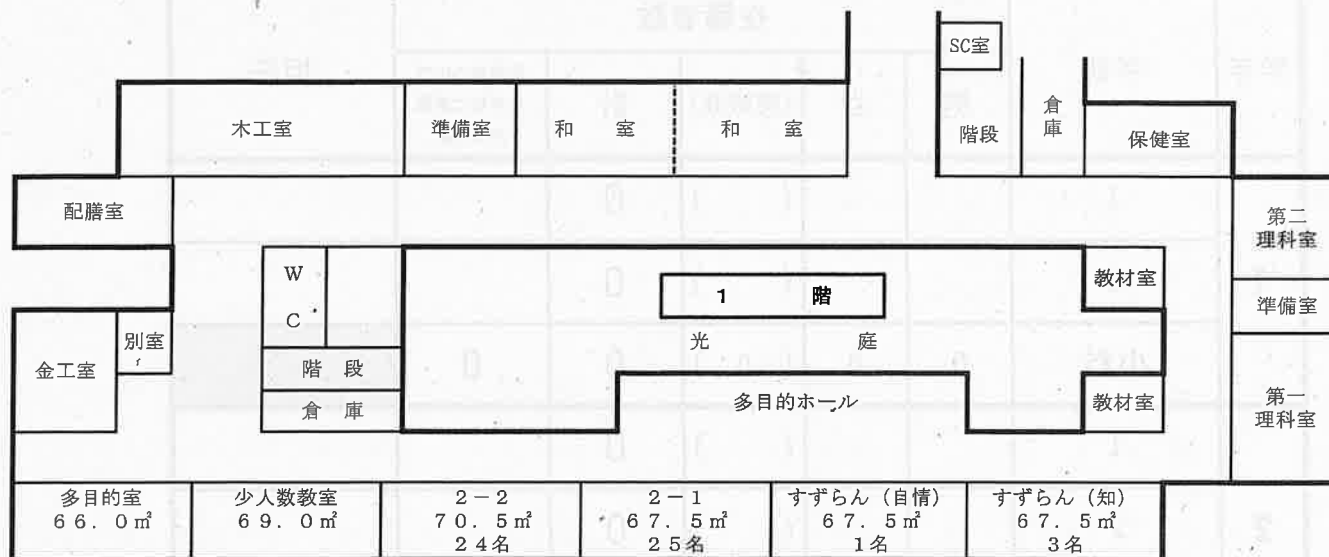 SC室
木工室
準備室
和 室
和 室
階段
倉庫
保健室
配膳室
第二
理科室
WC
教材室
1 階
準備室
光 庭
別室
金工室
階 段
倉 庫
多目的ホール
教材室
第一
理科室
多目的室
66.0㎡
少人数教室
69.0㎡
2-2
70.5㎡
24名
2-1
67.5㎡
25名
すずらん(自情)
67.5㎡
1名
すずらん(知)
67.5㎡
3名